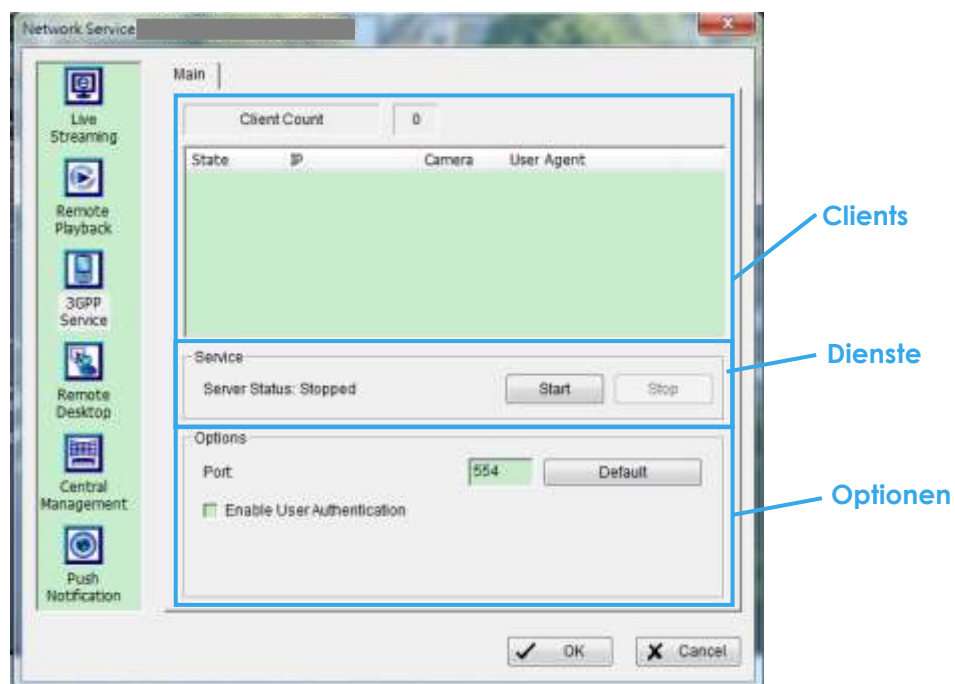 Network Service
Live
Streaming
Remote
Playback
3GPP
Service
Remote
Desktop
Central
Management
Push
Notification
Main
Client Count 0
State IP Camera User Agent
Service
Server Status: Stopped Start Stop
Options
Port: 554 Default
Enable User Authentication
OK Cancel
Clients
Dienste
Optionen